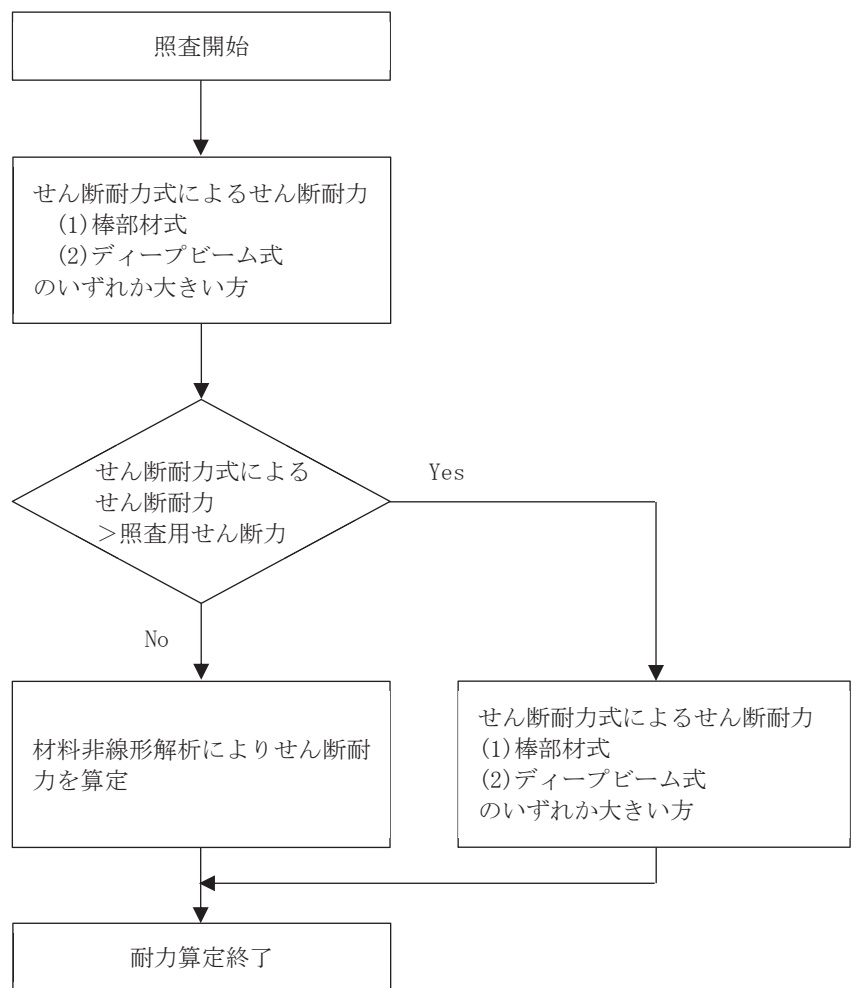 照査開始
せん断耐力式によるせん断耐力
(1)棒部材式
(2)ディープビーム式
のいずれか大きい方
せん断耐力式による
せん断耐力
＞照査用せん断力
Yes
No
材料非線形解析によりせん断耐
力を算定
せん断耐力式によるせん断耐力
(1)棒部材式
(2)ディープビーム式
のいずれか大きい方
耐力算定終了